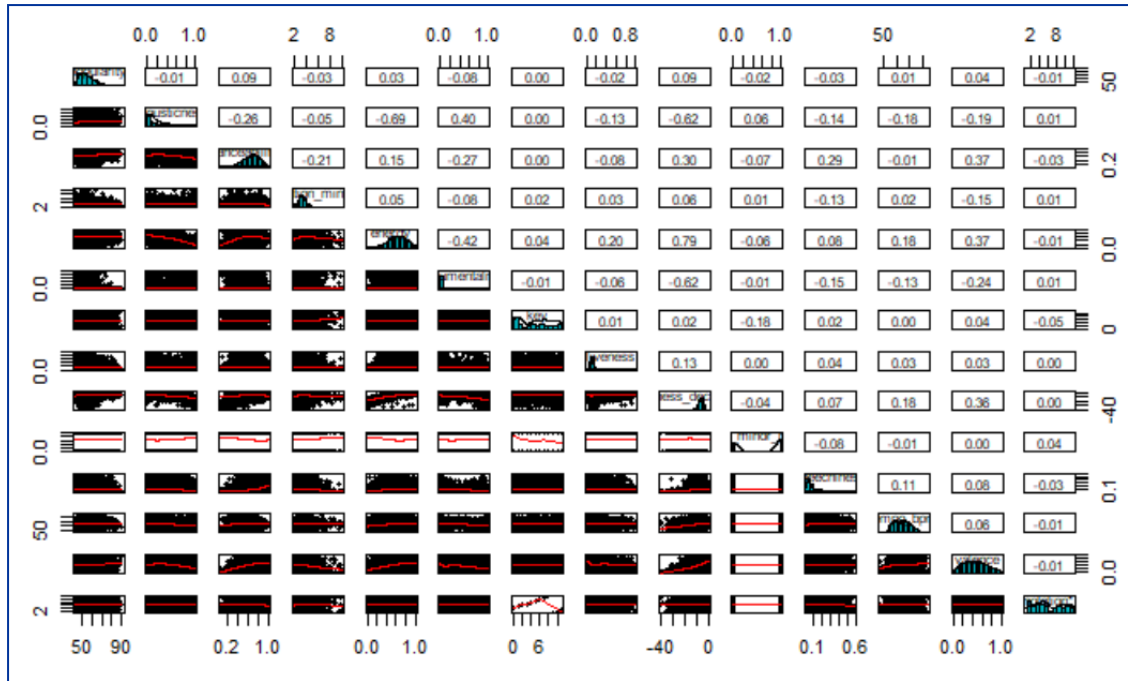 0.0 1.0 2 8 0.0 1.0 0.0 0.8 0.0 1.0 50 2 8
-0.01 0.09 -0.03 0.03 -0.08 0.00 -0.02 0.09 -0.02 -0.03 0.01 0.04 -0.01 50
0.0 -0.26 -0.05 -0.69 0.40 0.00 -0.13 -0.62 0.06 -0.14 -0.18 -0.19 0.01
-0.21 0.15 -0.27 0.00 -0.08 0.30 -0.07 0.29 -0.01 0.37 -0.03 0.2
2 0.05 -0.08 0.02 0.03 0.06 0.01 -0.13 0.02 -0.15 0.01
energy -0.42 0.04 0.20 0.79 -0.06 0.08 0.18 0.37 -0.01 0.0
0.0 -0.01 -0.06 -0.62 -0.01 -0.15 -0.13 -0.24 0.01
key 0.01 0.02 -0.18 0.02 0.00 0.04 -0.05 0
0.0 0.13 0.00 0.04 0.03 0.03 0.00
-0.04 0.07 0.18 0.36 0.00 -40
0.0 -0.08 -0.01 0.00 0.04
0.11 0.08 -0.03 0.1
50 0.06 -0.01
valence -0.01 0.0
2
50 90 0.2 1.0 0.0 1.0 0 6 -40 0 0.1 0.6 0.0 1.0